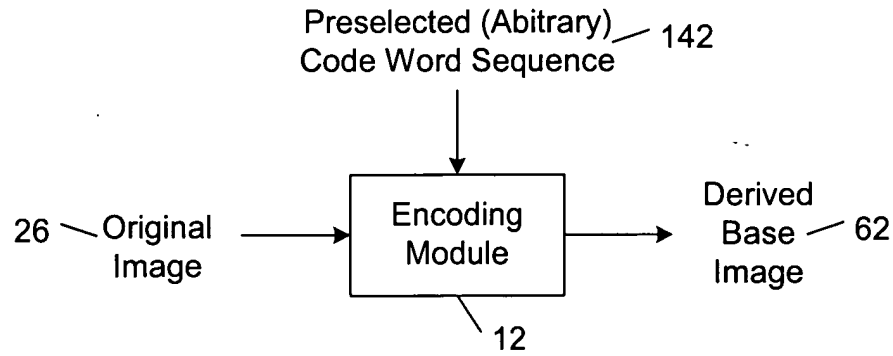 Preselected (Abitrary)
Code Word Sequence
142
26
Original
Image
Encoding
Module
12
Derived
Base
Image
62